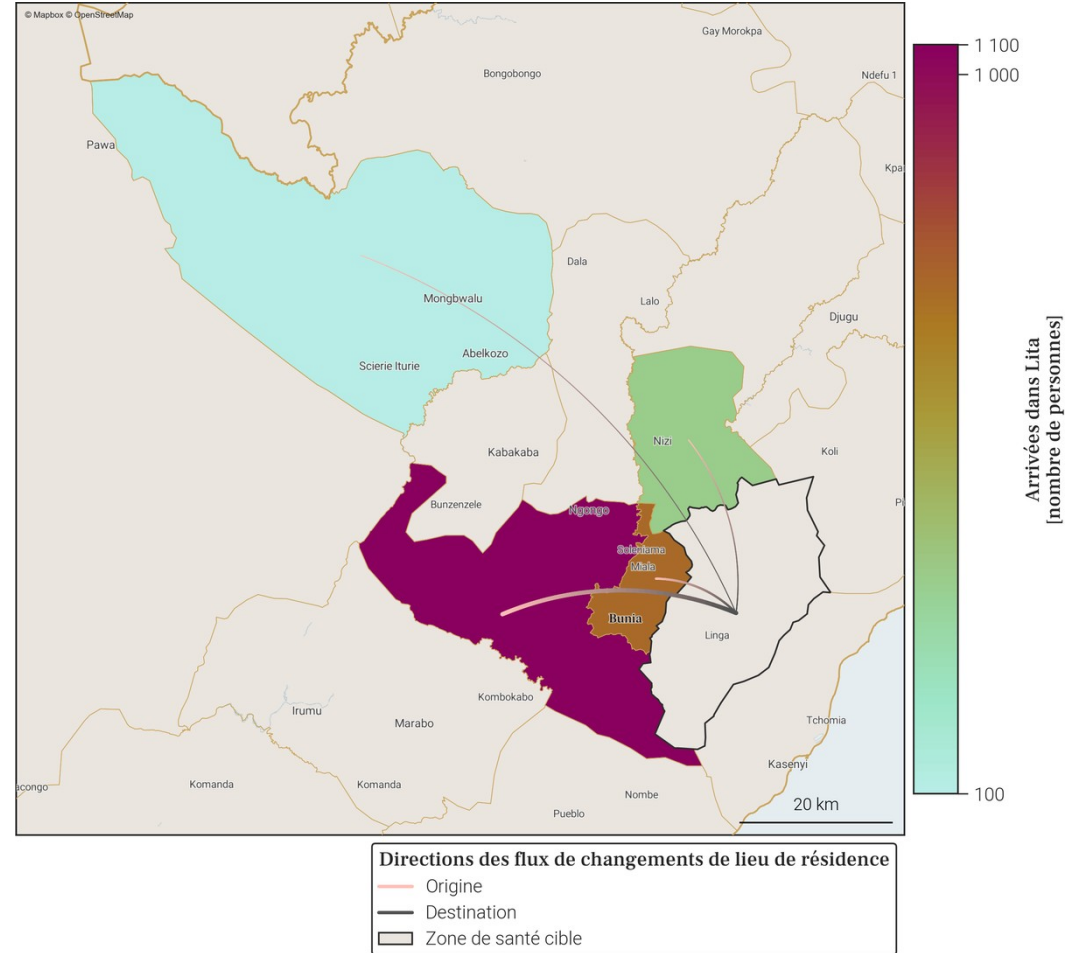 © Mapbox © OpenStreetMap
Gay Morokpa
Bongobongo
Ndefu 1
Pawa
Kpa
Dala
Mongbwalu
Lalo
Djugu
Abelkozo
Scierie Iturie
Nizi
Kabakaba
Koli
Bunzenzele
Ngongo
Soleniama
Miala
Bunia
Linga
Kombokabo
Irumu
Marabo
Tchomia
Kasenyi
acongo
Komanda
Komanda
Nombe
Pueblo
20 km
1 100
1 000
100
Arrivées dans Lita
[nombre de personnes]
Directions des flux de changements de lieu de résidence
Origine
Destination
Zone de santé cible